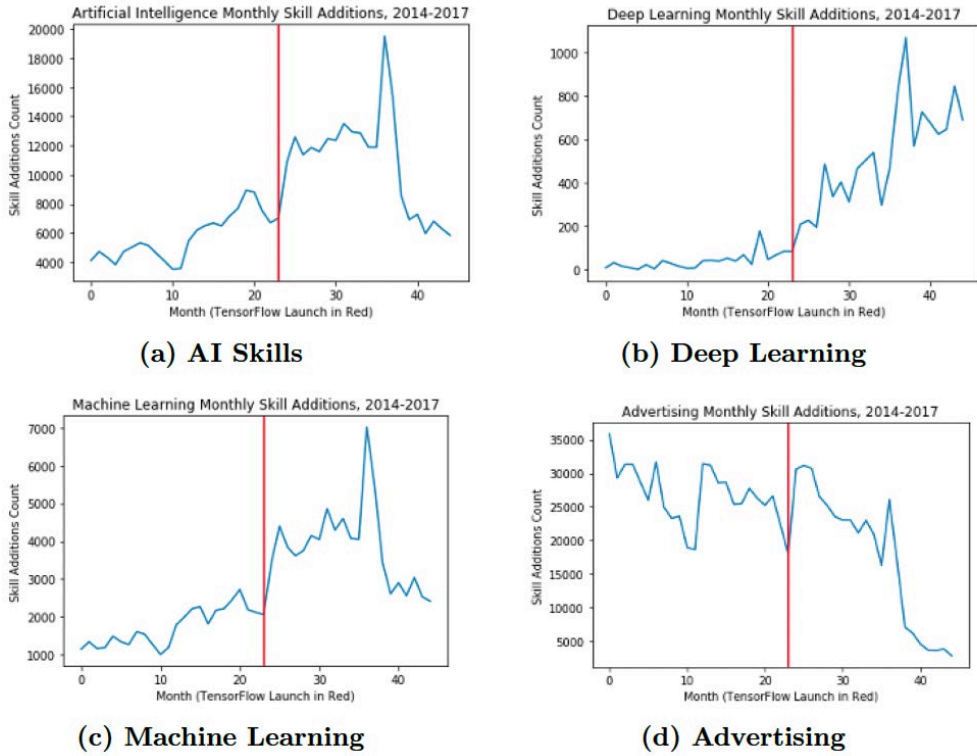 Artificial Intelligence Monthly Skill Additions, 2014-2017
20000
18000
16000
14000
12000
10000
8000
6000
4000
Skill Additions Count
0 10 20 30 40
Month (TensorFlow Launch in Red)
(a) AI Skills
Deep Learning Monthly Skill Additions, 2014-2017
1000
800
600
400
200
0
Skill Additions Count
0 10 20 30 40
Month (TensorFlow Launch in Red)
(b) Deep Learning
Machine Learning Monthly Skill Additions, 2014-2017
7000
6000
5000
4000
3000
2000
1000
Skill Additions Count
0 10 20 30 40
Month (TensorFlow Launch in Red)
(c) Machine Learning
Advertising Monthly Skill Additions, 2014-2017
35000
30000
25000
20000
15000
10000
5000
Skill Additions Count
0 10 20 30 40
Month (TensorFlow Launch in Red)
(d) Advertising